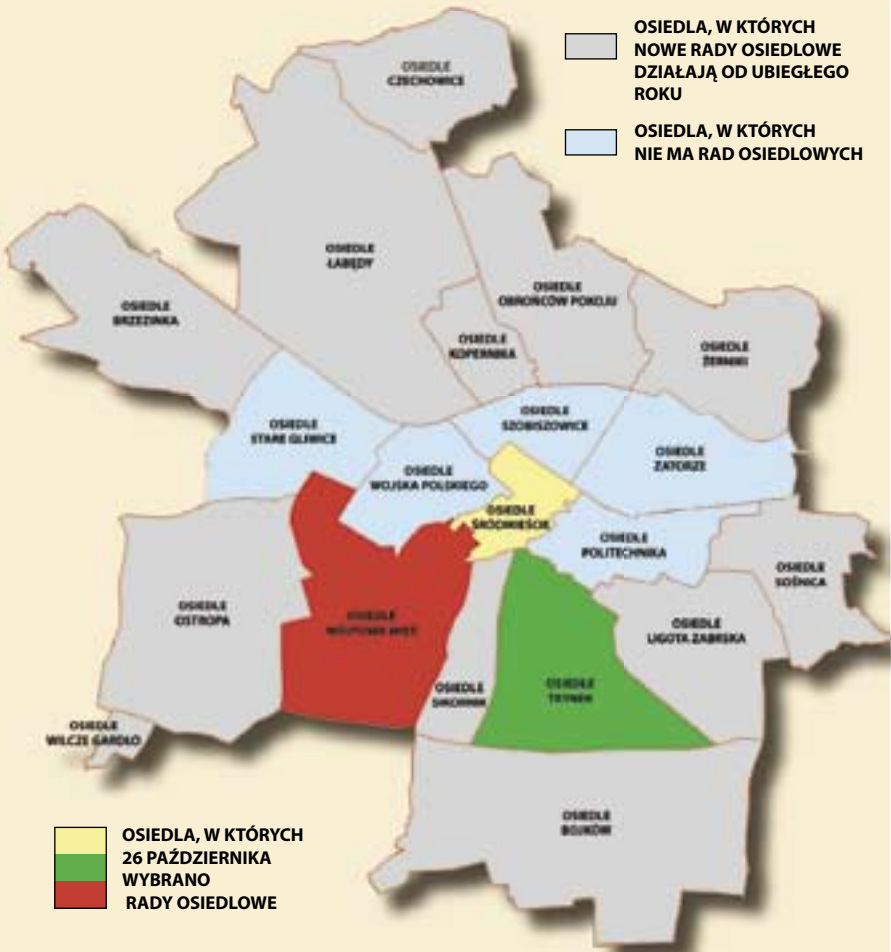 OSIEDLA, W KTÓRYCH
NOWE RADY OSIEDLOWE
DZIAŁAJĄ OD UBIEGŁEGO
ROKU
OSIEDLA, W KTÓRYCH
NIE MA RAD OSIEDLOWYCH
OSIEDLE
CZECHOWICE
OSIEDLE
ŁABĘDY
OSIEDLE
OBROŃCÓW POKOJU
OSIEDLE
BRZEZINKA
OSIEDLE
KOPERNIKA
OSIEDLE
ŻERNIKI
OSIEDLE
STARE GLIWICE
OSIEDLE
SZOBISZOWICE
OSIEDLE
WOJSKA POLSKIEGO
OSIEDLE
ZATORZE
OSIEDLE
ŚRÓDMIEŚCIE
OSIEDLE
POLITECHNIKA
OSIEDLE
SOŚNICA
OSIEDLE
OSTROPA
OSIEDLE
WÓJTOWA WIEŚ
OSIEDLE
LIGOTA ZABRSKA
OSIEDLE
SIKORNIK
OSIEDLE
TRYNEK
OSIEDLE
WILCZE GARDŁO
OSIEDLE
BOJKÓW
OSIEDLA, W KTÓRYCH
26 PAŹDZIERNIKA
WYBRANO
RADY OSIEDLOWE